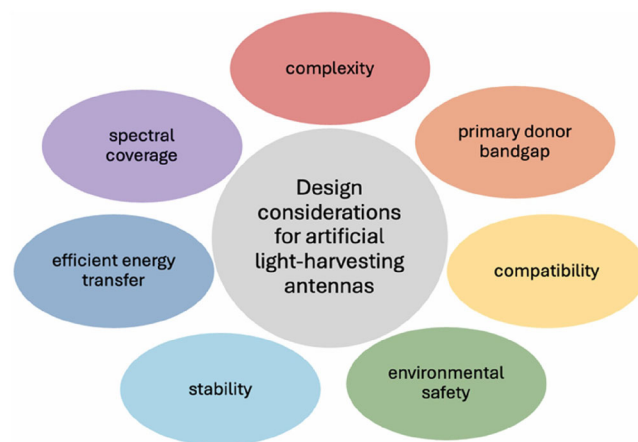 complexity
primary donor
bandgap
compatibility
environmental
safety
stability
efficient energy
transfer
spectral
coverage
Design
considerations
for artificial
light-harvesting
antennas